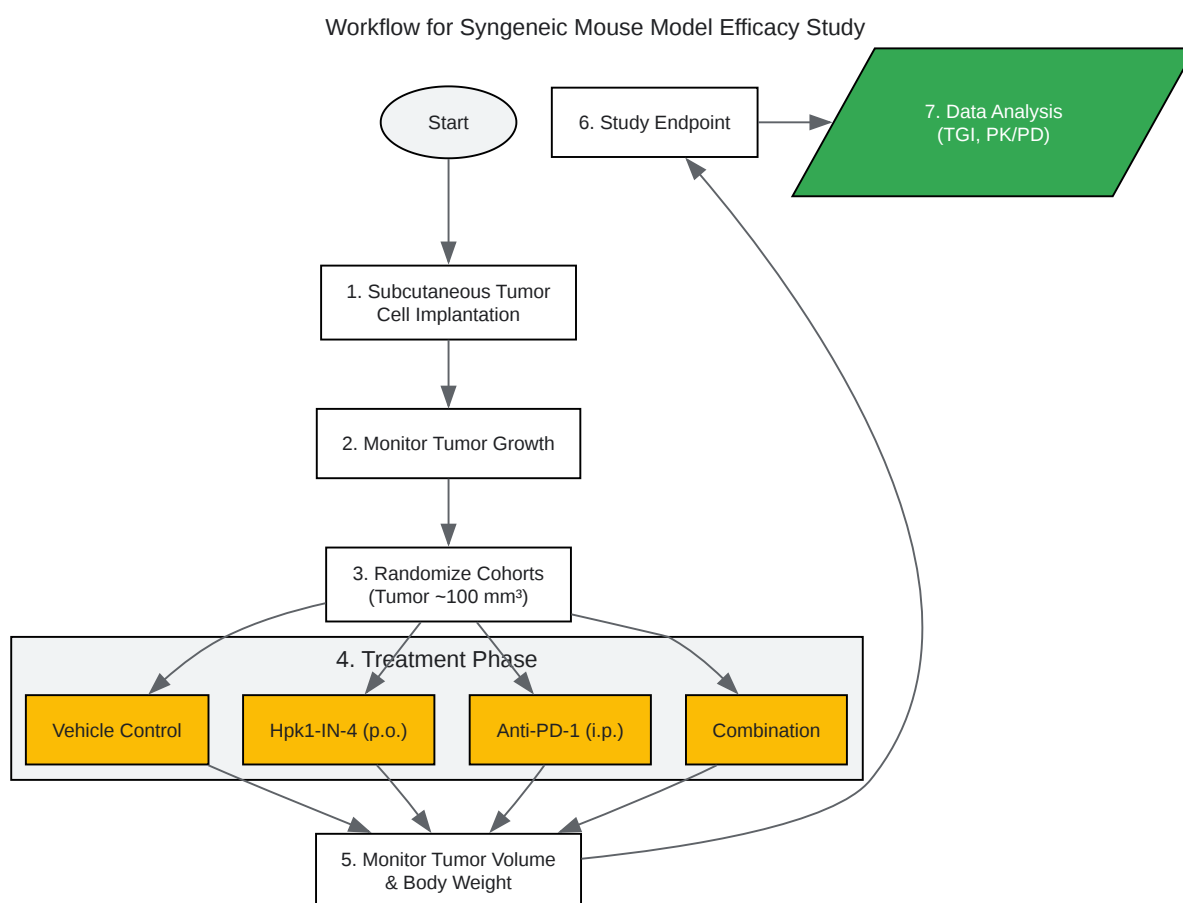 Workflow for Syngeneic Mouse Model Efficacy Study
Start
1. Subcutaneous Tumor
Cell Implantation
2. Monitor Tumor Growth
3. Randomize Cohorts
(Tumor ~100 mm³)
4. Treatment Phase
Vehicle Control
Hpk1-IN-4 (p.o.)
Anti-PD-1 (i.p.)
Combination
5. Monitor Tumor Volume
& Body Weight
6. Study Endpoint
7. Data Analysis
(TGI, PK/PD)